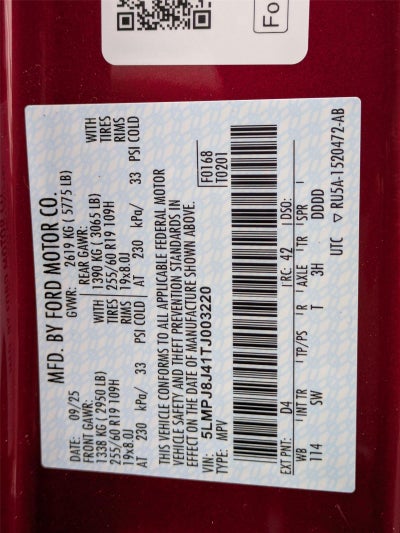 Fo
MFD. BY FORD MOTOR CO.
DATE: 09/25
GVWR: 2619 KG ( 5775 LB)
FRONT GAWR:
REAR GAWR:
1338 KG ( 2950 LB)
WITH
1390 KG ( 3065 LB)
WITH
255/60 R19 109H
TIRES
255/60 R19 109H
TIRES
19x8.0J
RIMS
19x8.0J
RIMS
AT 230 kPa/ 33 PSI COLD
AT 230 kPa/ 33 PSI COLD
THIS VEHICLE CONFORMS TO ALL APPLICABLE FEDERAL MOTOR
VEHICLE SAFETY AND THEFT PREVENTION STANDARDS IN
EFFECT ON THE DATE OF MANUFACTURE SHOWN ABOVE.
VIN: 5LMPJ8J41TJ003220
TYPE: MPV
F0168
T0201
EXT PNT: D4
RC: 42
DSO:
WB
INT TR
TP/PS
R
AXLE
TR
SPR
114
SW
T
3H
DDDD
UTC ▽ RU5A-1520472-AB